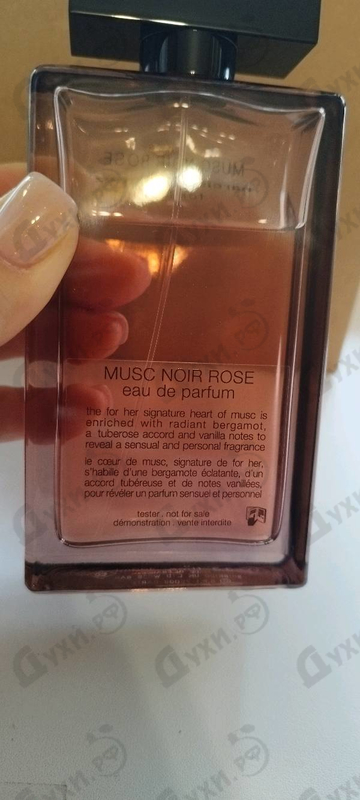 MUSC NOIR ROSE
eau de parfum
the for her signature heart of musc is
enriched with radiant bergamot,
a tuberose accord and vanilla notes to
reveal a sensual and personal fragrance
le cœur de musc, signature de for her,
s'habille d'une bergamote éclatante, d'un
accord tubéreuse et de notes vanillées,
pour révéler un parfum sensuel et personnel
tester . not for sale
démonstration . vente interdite
Духи.РФ